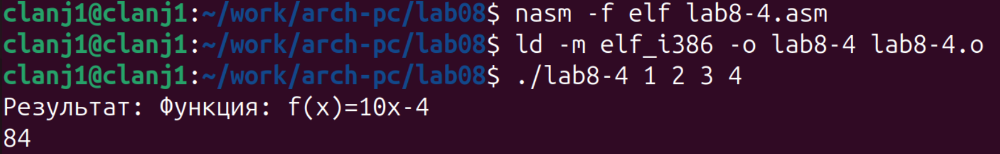 clanj1@clanj1:~/work/arch-pc/lab08$ nasm -f elf lab8-4.asm
clanj1@clanj1:~/work/arch-pc/lab08$ ld -m elf_i386 -o lab8-4 lab8-4.o
clanj1@clanj1:~/work/arch-pc/lab08$ ./lab8-4 1 2 3 4
Результат: Функция: f(x)=10x-4
84